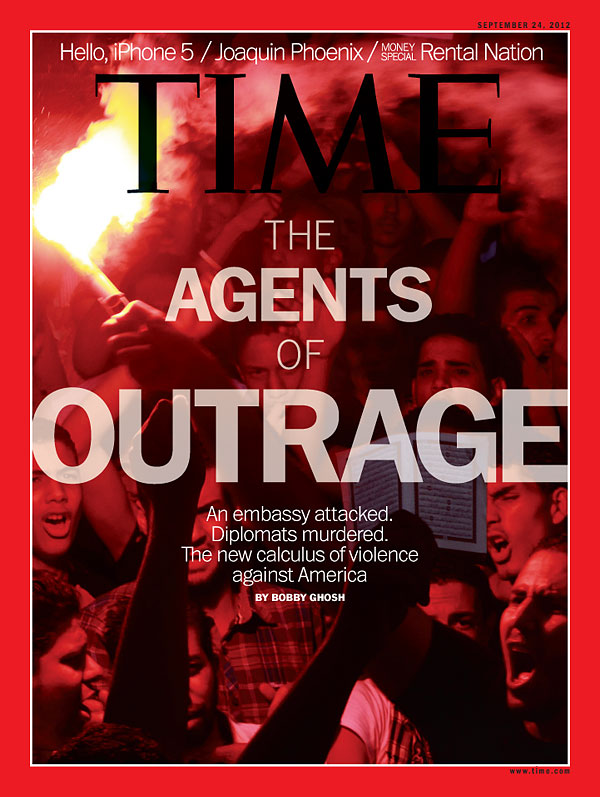 SEPTEMBER 24, 2012
Hello, iPhone 5 / Joaquin Phoenix / MONEY SPECIAL Rental Nation
TIME
THE
AGENTS
OF
OUTRAGE
An embassy attacked.
Diplomats murdered.
The new calculus of violence
against America
BY BOBBY GHOSH
www.time.com